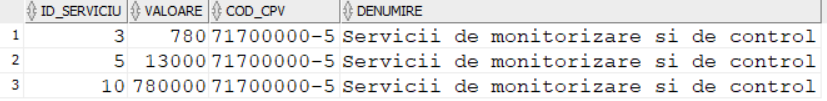 ID_SERVICIU VALOARE COD_CPV DENUMIRE
1 3 780 71700000-5 Servicii de monitorizare si de control
2 5 13000 71700000-5 Servicii de monitorizare si de control
3 10 780000 71700000-5 Servicii de monitorizare si de control